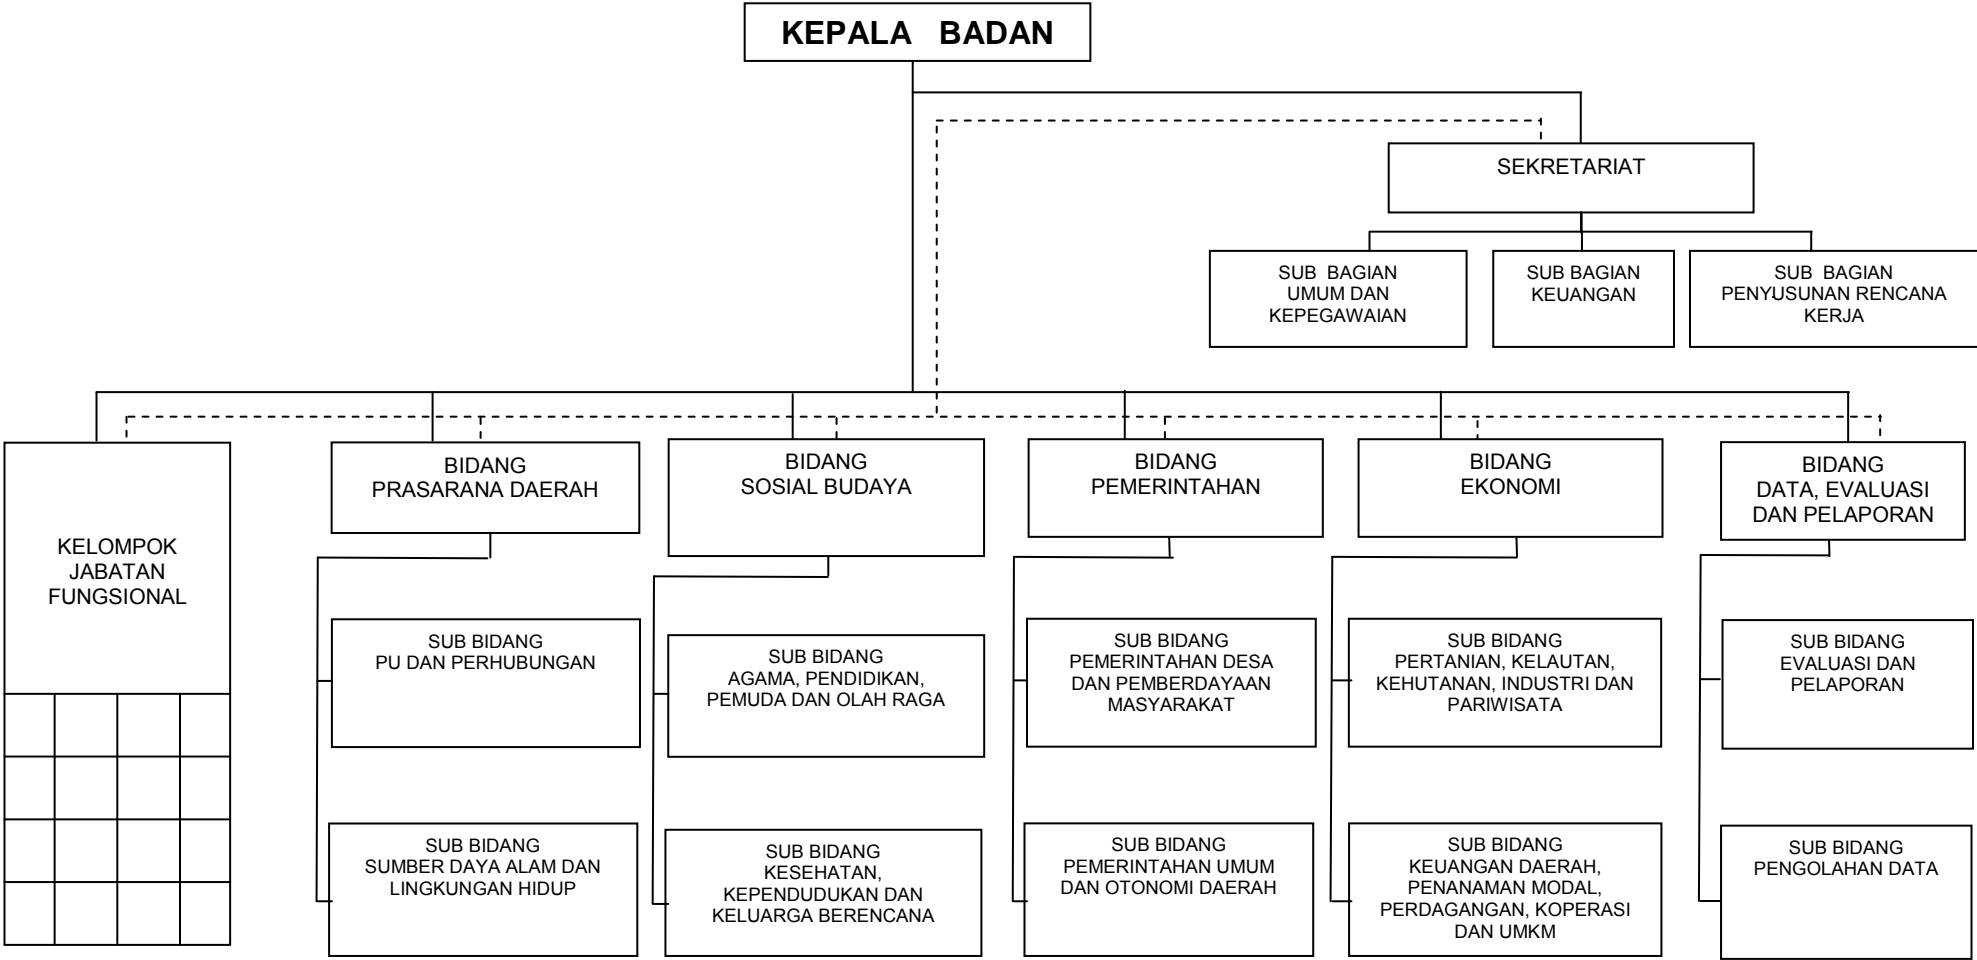 KEPALA BADAN
SEKRETARIAT
SUB BAGIAN
UMUM DAN
KEPEGAWAIAN
SUB BAGIAN
KEUANGAN
SUB BAGIAN
PENYUSUNAN RENCANA
KERJA
KELOMPOK
JABATAN
FUNGSIONAL
BIDANG
PRASARANA DAERAH
BIDANG
SOSIAL BUDAYA
BIDANG
PEMERINTAHAN
BIDANG
EKONOMI
BIDANG
DATA, EVALUASI
DAN PELAPORAN
SUB BIDANG
PU DAN PERHUBUNGAN
SUB BIDANG
AGAMA, PENDIDIKAN,
PEMUDA DAN OLAH RAGA
SUB BIDANG
PEMERINTAHAN DESA
DAN PEMBERDAYAAN
MASYARAKAT
SUB BIDANG
PERTANIAN, KELAUTAN,
KEHUTANAN, INDUSTRI DAN
PARIWISATA
SUB BIDANG
EVALUASI DAN
PELAPORAN
SUB BIDANG
SUMBER DAYA ALAM DAN
LINGKUNGAN HIDUP
SUB BIDANG
KESEHATAN,
KEPENDUDUKAN DAN
KELUARGA BERENCANA
SUB BIDANG
PEMERINTAHAN UMUM
DAN OTONOMI DAERAH
SUB BIDANG
KEUANGAN DAERAH,
PENANAMAN MODAL,
PERDAGANGAN, KOPERASI
DAN UMKM
SUB BIDANG
PENGOLAHAN DATA